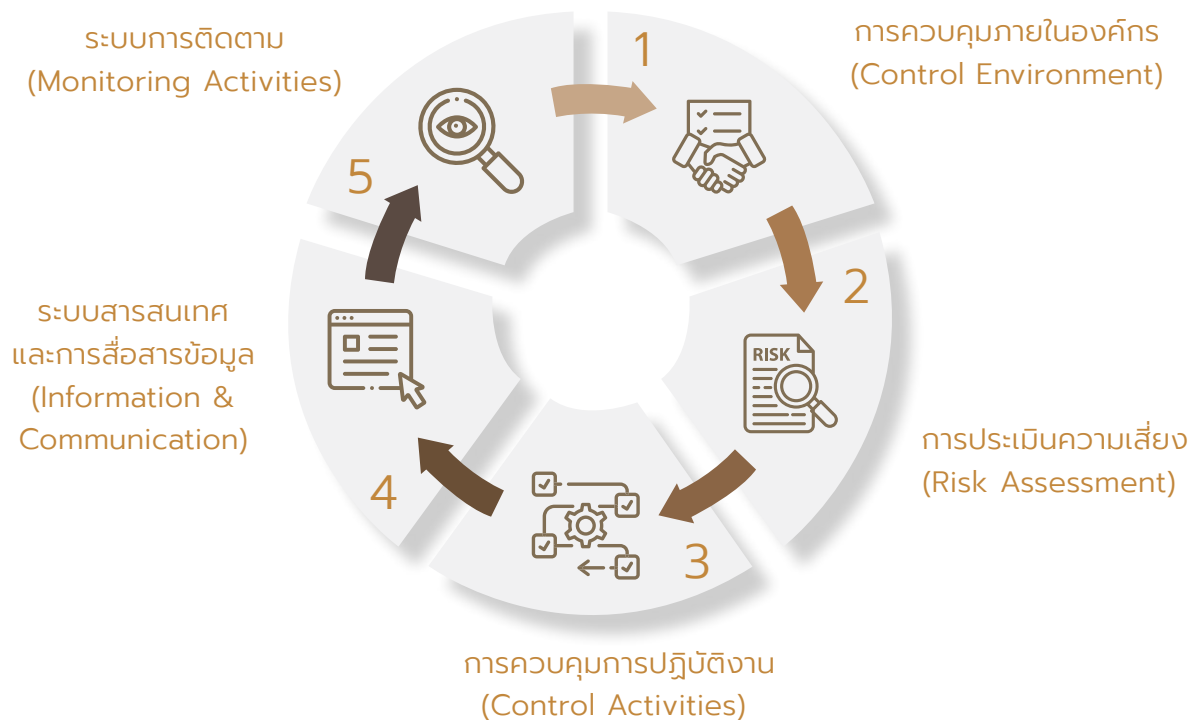 1
การควบคุมภายในองค์กร
(Control Environment)
2
RISK
การประเมินความเสี่ยง
(Risk Assessment)
3
การควบคุมการปฏิบัติงาน
(Control Activities)
4
ระบบสารสนเทศ
และการสื่อสารข้อมูล
(Information &
Communication)
5
ระบบการติดตาม
(Monitoring Activities)